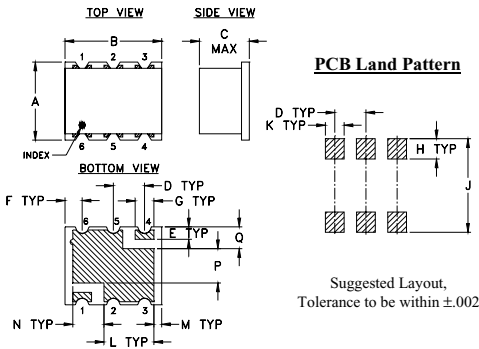 TOP VIEW
B
1 2 3
A
INDEX
6 5 4
SIDE VIEW
C
MAX
PCB Land Pattern
D TYP
K TYP
H TYP
J
Suggested Layout,
Tolerance to be within ±.002
BOTTOM VIEW
F TYP
D TYP
G TYP
6 5 4
E TYP
Q
P
1 2 3
N TYP
M TYP
L TYP